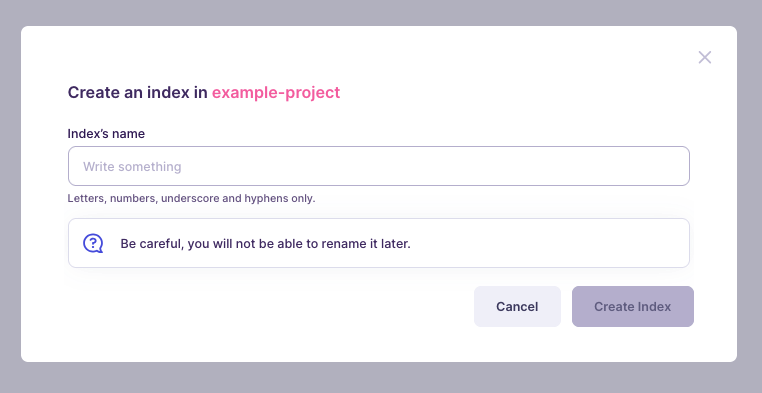 Create an index in example-project
Index’s name
Write something
Letters, numbers, underscore and hyphens only.
Be careful, you will not be able to rename it later.
Cancel
Create Index